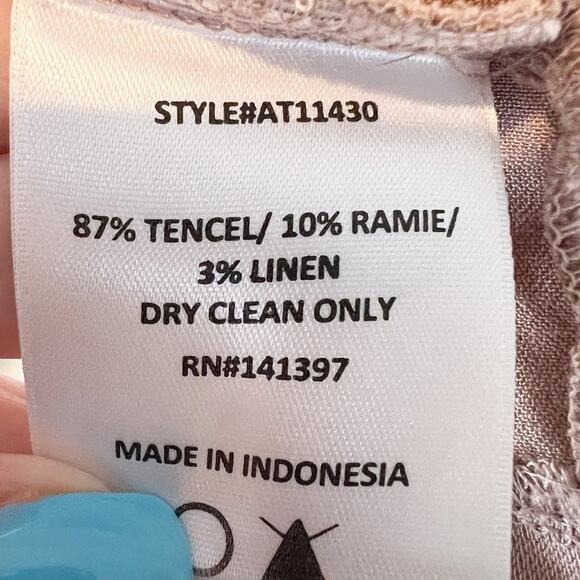 STYLE#AT11430
87% TENCEL/ 10% RAMIE/
3% LINEN
DRY CLEAN ONLY
RN#141397
MADE IN INDONESIA